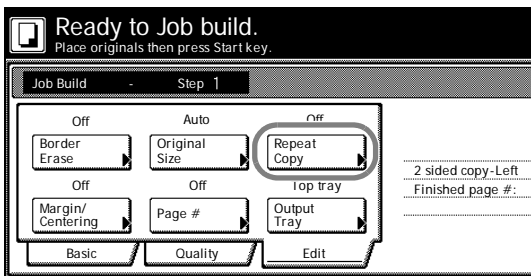 Ready to Job build.
Place originals then press Start key.
Job Build - Step 1
Off Auto Off
Border Erase
Original Size
Repeat Copy
Off Off Top tray
Margin/ Centering
Page #
Output Tray
2 sided copy-Left
Finished page #:
Basic Quality Edit